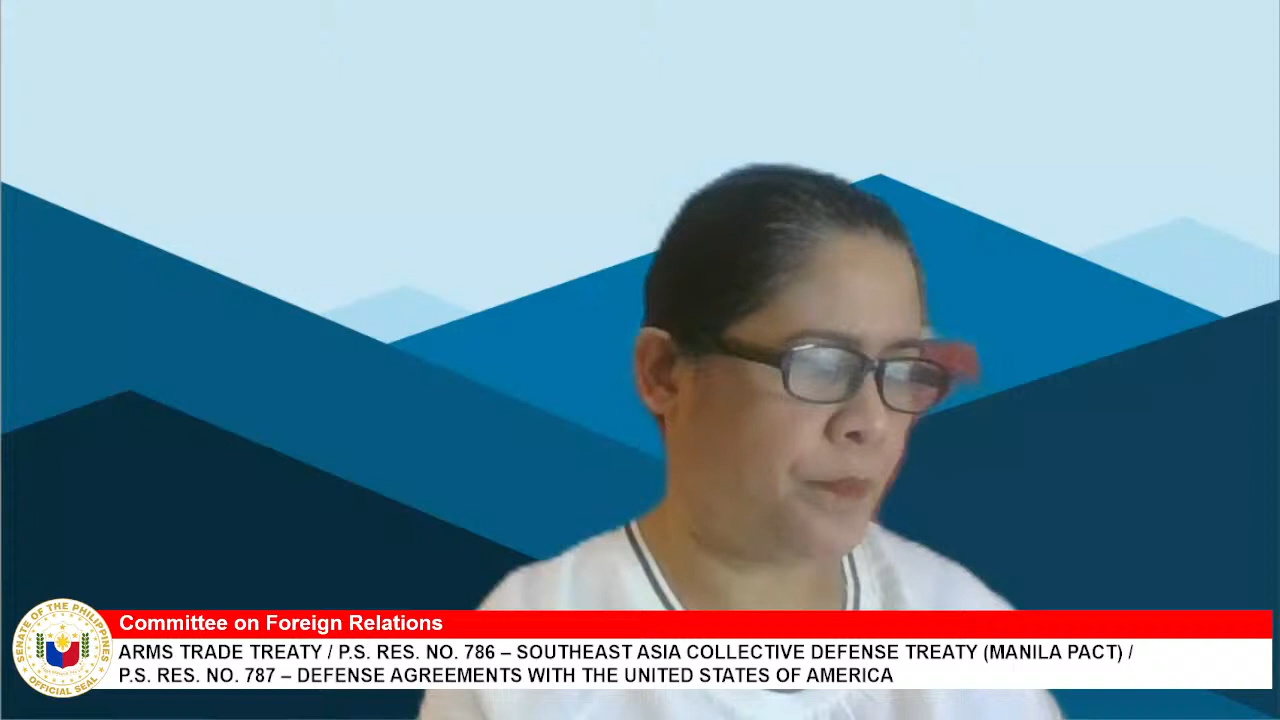 Committee on Foreign Relations
ARMS TRADE TREATY / P.S. RES. NO. 786 – SOUTHEAST ASIA COLLECTIVE DEFENSE TREATY (MANILA PACT) /
P.S. RES. NO. 787 – DEFENSE AGREEMENTS WITH THE UNITED STATES OF AMERICA
SENATE OF THE PHILIPPINES
OFFICIAL SEAL